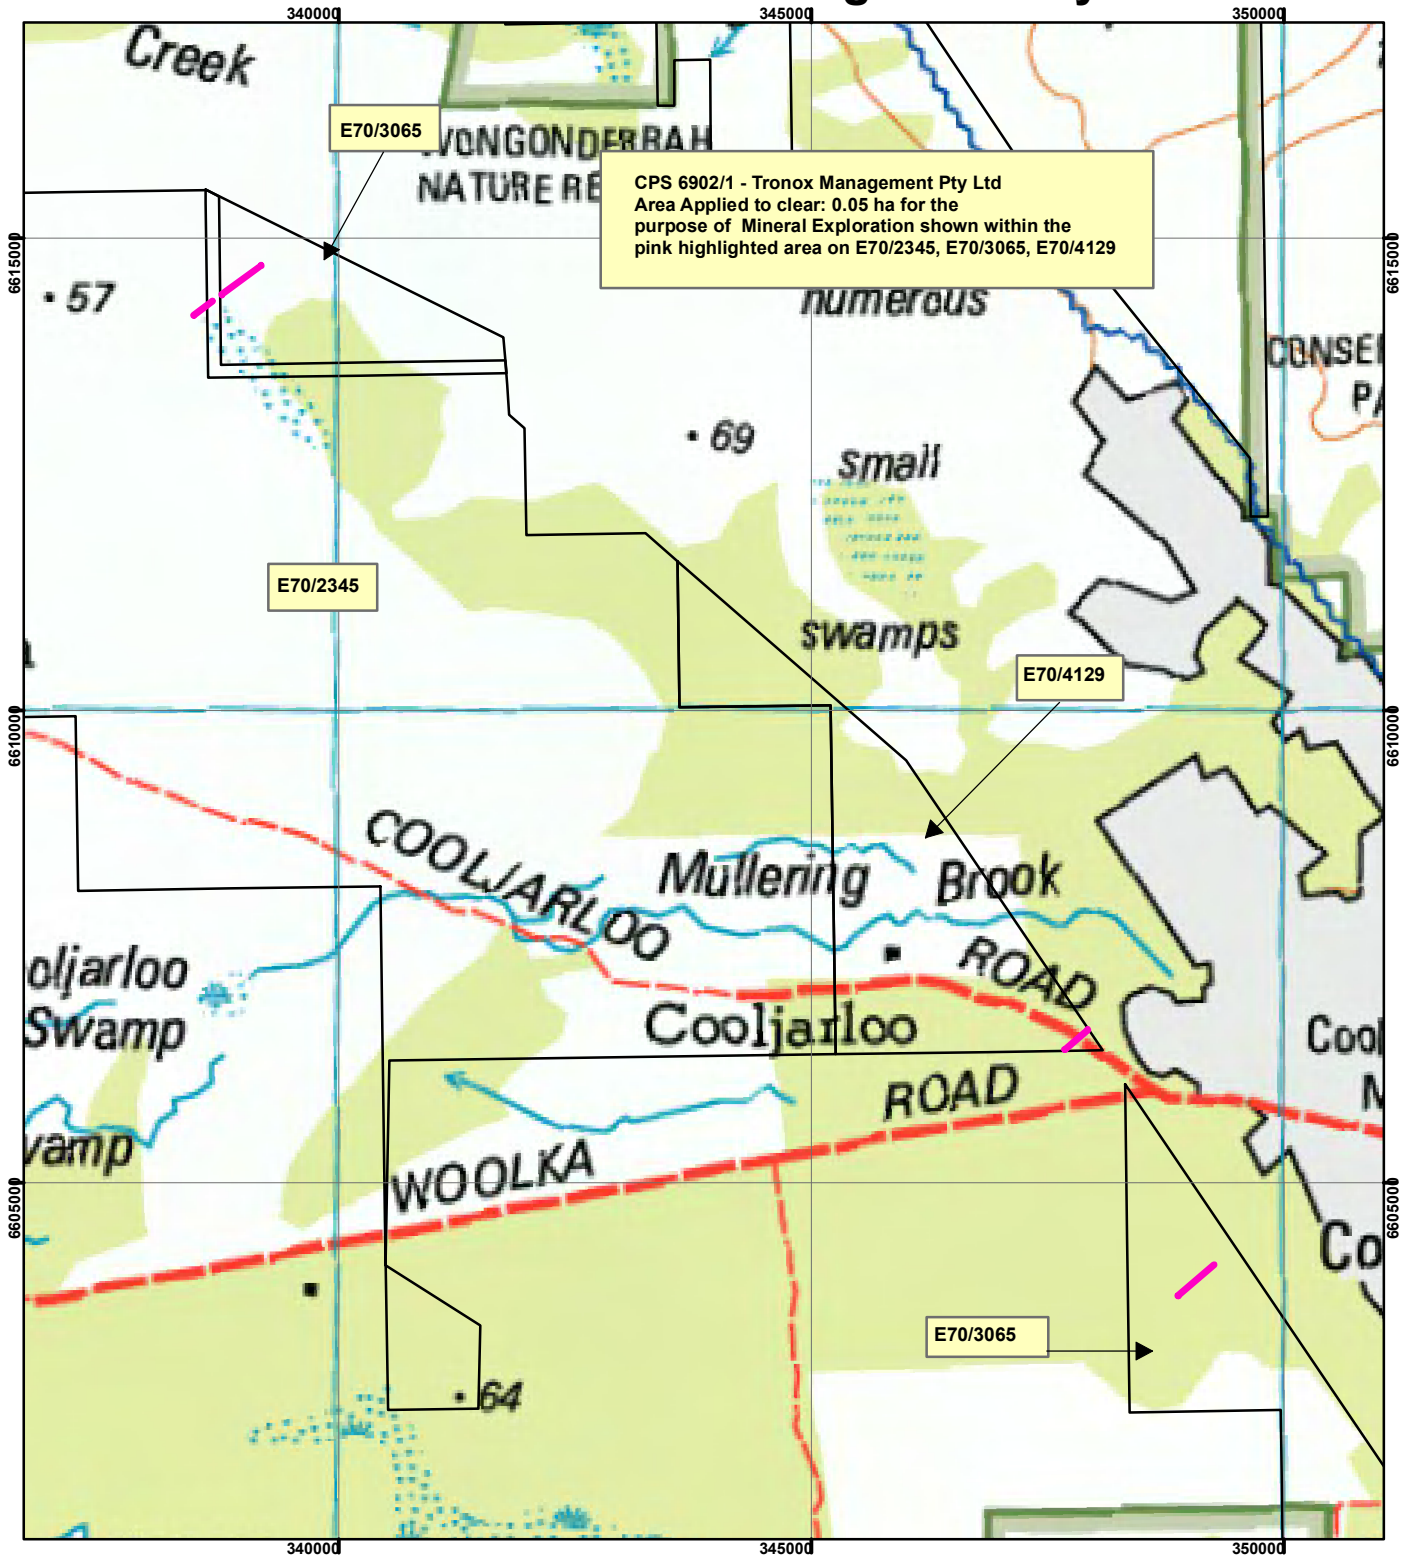 340000
345000
350000
Creek
E70/3065
WONGONDERRAH
NATURE RE
CPS 6902/1 - Tronox Management Pty Ltd
Area Applied to clear: 0.05 ha for the
purpose of Mineral Exploration shown within the
pink highlighted area on E70/2345, E70/3065, E70/4129
6615000
6615000
57
numerous
CONSE
PA
69
small
E70/2345
swamps
E70/4129
6610000
6610000
COOLJARLOO
ROAD
Mullering Brook
oljarloo
Swamp
Cooljarloo
Cool
M
wamp
WOOLKA
ROAD
6605000
6605000
Co
E70/3065
64
340000
345000
350000